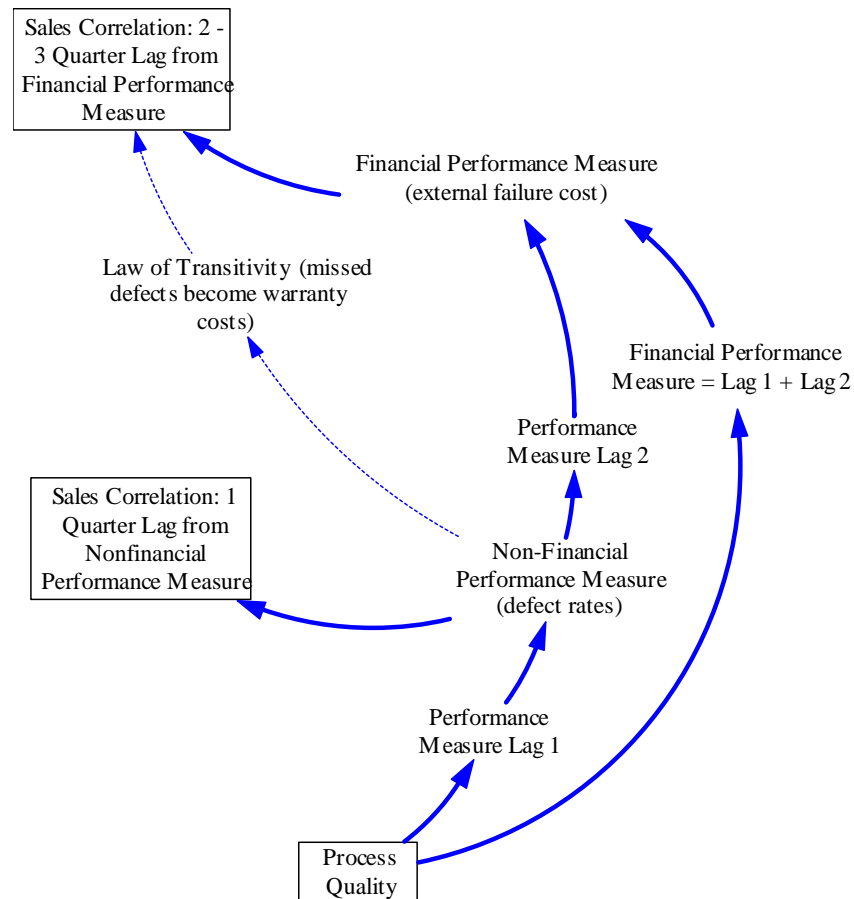 Sales Correlation: 2 -
3 Quarter Lag from
Financial Performance
Measure
Financial Performance Measure
(external failure cost)
Law of Transitivity (missed
defects become warranty
costs)
Financial Performance
Measure = Lag 1 + Lag 2
Performance
Measure Lag 2
Sales Correlation: 1
Quarter Lag from
Nonfinancial
Performance Measure
Non-Financial
Performance Measure
(defect rates)
Performance
Measure Lag 1
Process
Quality